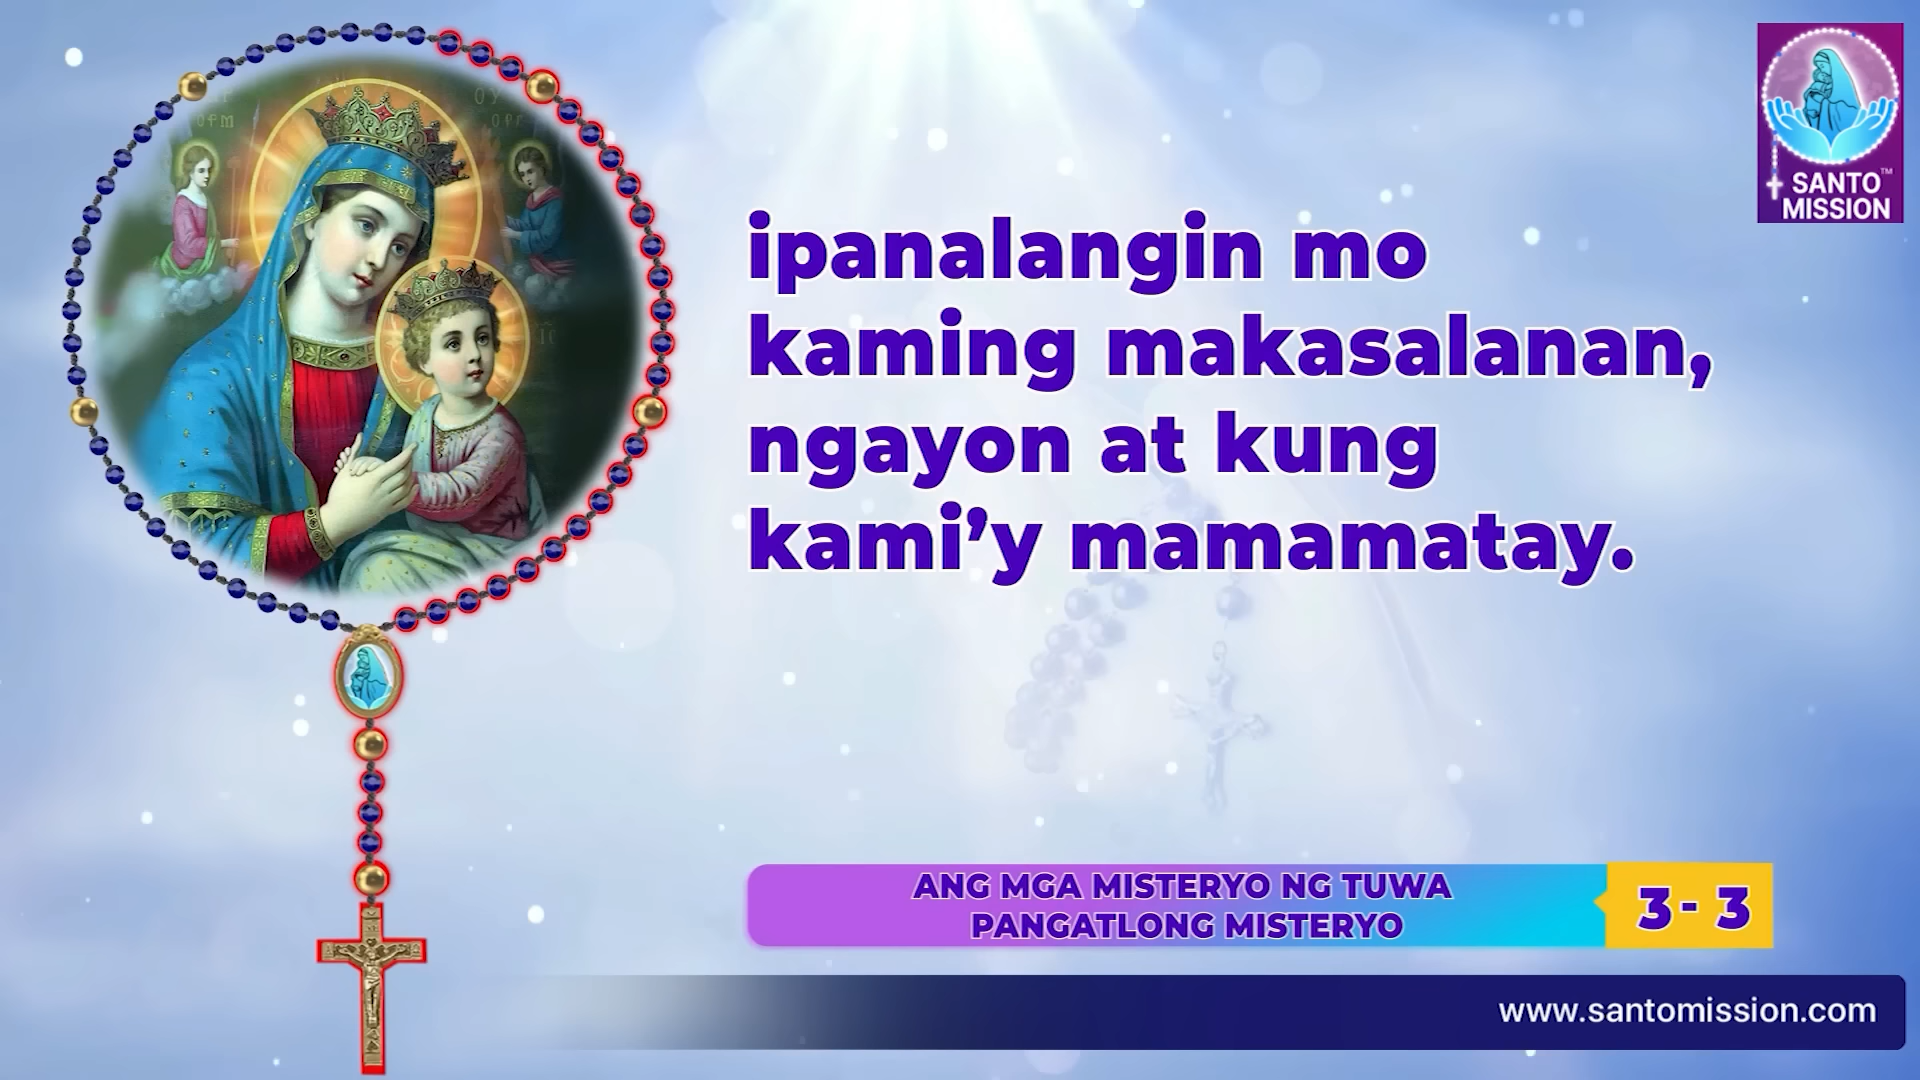 SANTO
MISSION
TM
ipanalangin mo
kaming makasalanan,
ngayon at kung
kami’y mamamatay.
ANG MGA MISTERYO NG TUWA
PANGATLONG MISTERYO
3 - 3
www.santomission.com